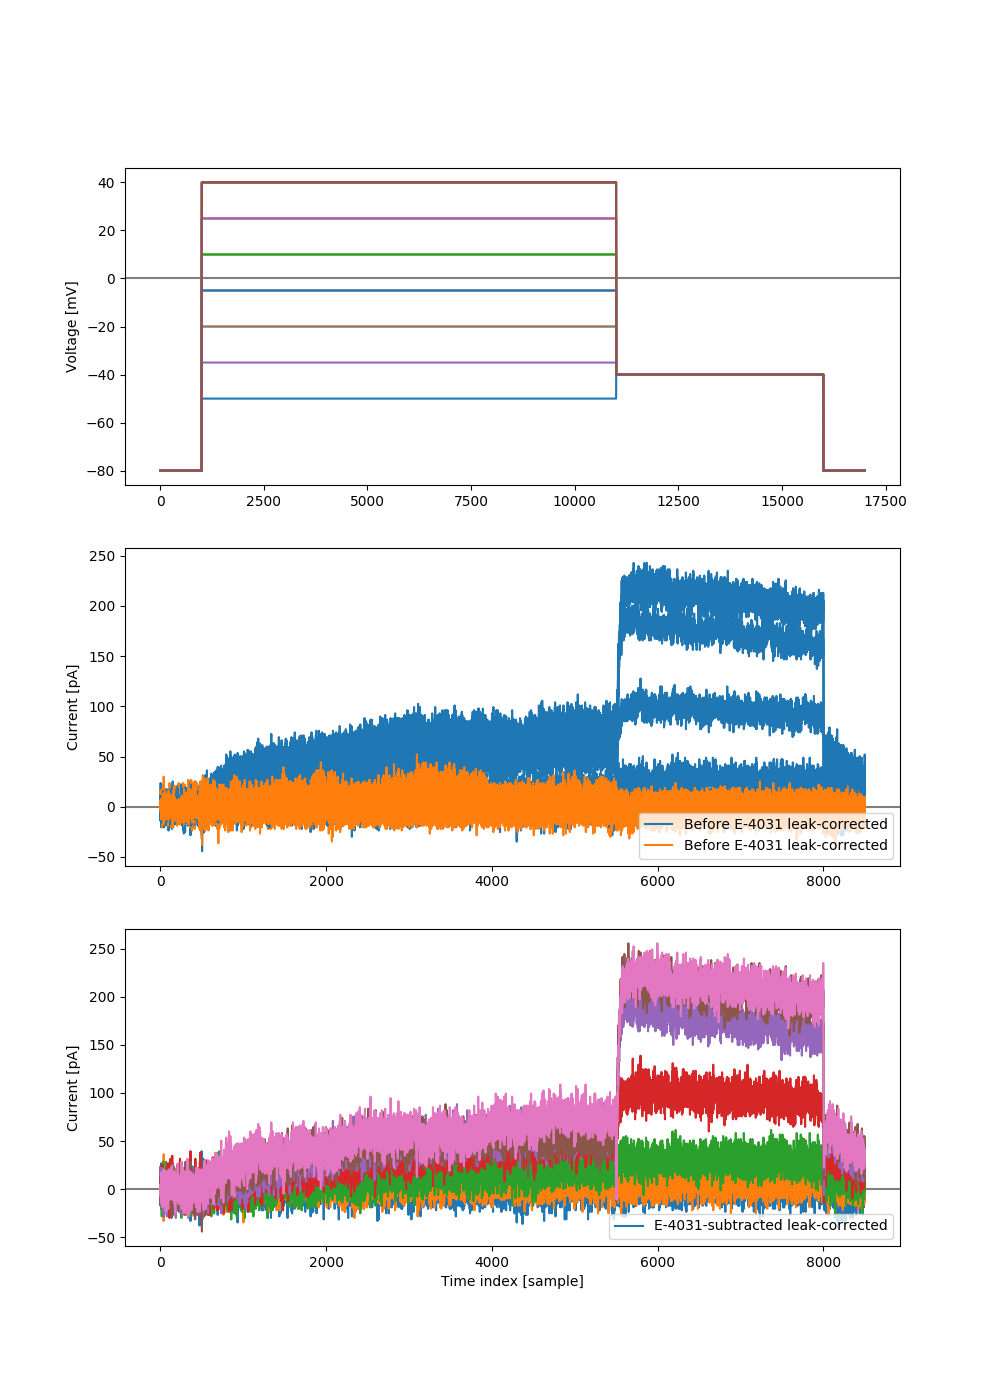 40
20
0
−20
−40
−60
−80
Voltage [mV]
0 2500 5000 7500 10000 12500 15000 17500
250
200
150
100
50
0
−50
Current [pA]
Before E-4031 leak-corrected
Before E-4031 leak-corrected
0 2000 4000 6000 8000
250
200
150
100
50
0
−50
Current [pA]
E-4031-subtracted leak-corrected
0 2000 4000 6000 8000
Time index [sample]